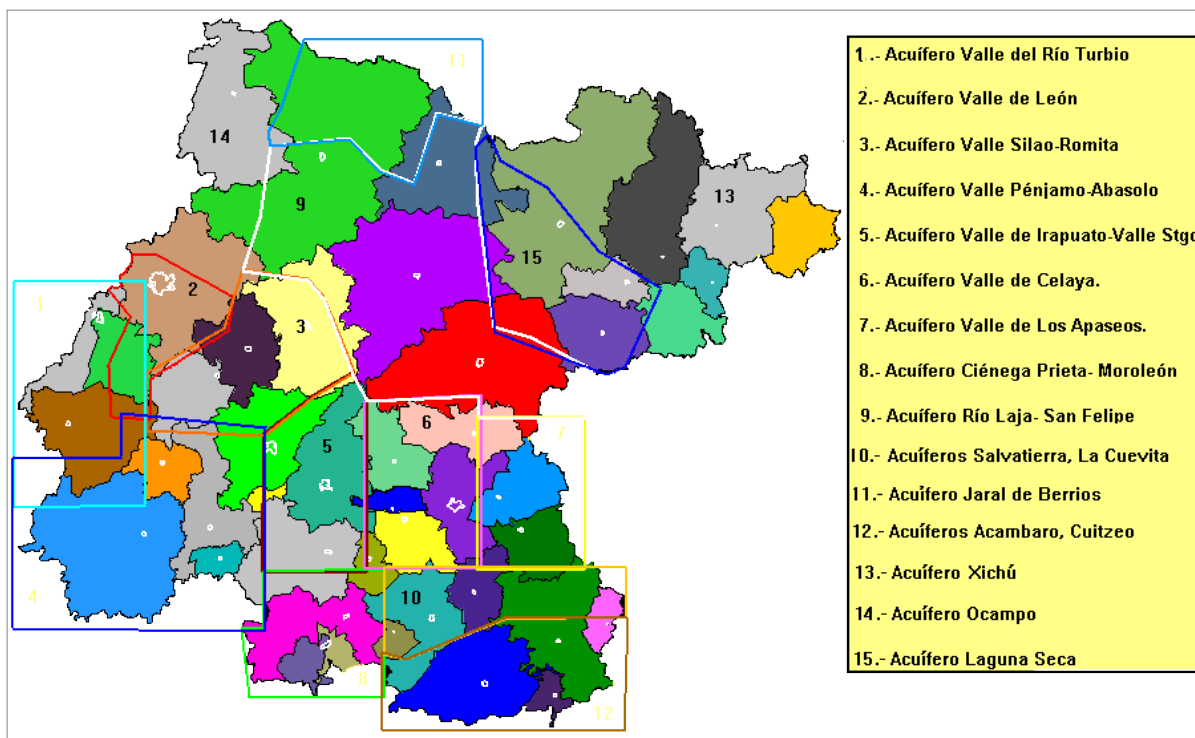 11
14
13
9
15
1
2
3
6
7
5
4
10
8
12
1.- Acuífero Valle del Río Turbio
2.- Acuífero Valle de León
3.- Acuífero Valle Silao-Romita
4.- Acuífero Valle Pénjamo-Abasolo
5.- Acuífero Valle de Irapuato-Valle Stgo
6.- Acuífero Valle de Celaya.
7.- Acuífero Valle de Los Apaseos.
8.- Acuífero Ciénega Prieta- Moroleón
9.- Acuífero Río Laja- San Felipe
10.- Acuíferos Salvatierra, La Cuevita
11.- Acuífero Jaral de Berrios
12.- Acuíferos Acambaro, Cuitzeo
13.- Acuífero Xichú
14.- Acuífero Ocampo
15.- Acuífero Laguna Seca